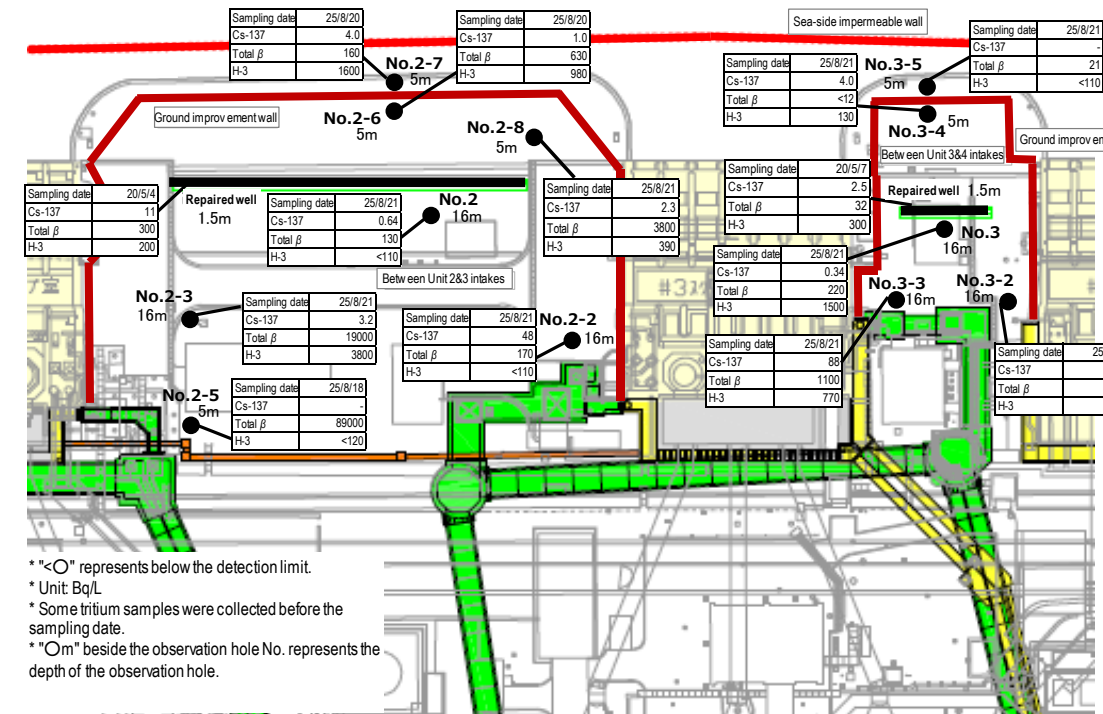 Sampling date 25/8/20
Cs-137 4.0
Total β 160
H-3 1600
Sampling date 25/8/20
Cs-137 1.0
Total β 630
H-3 980
Sea-side impermeable wall
Sampling date 25/8/21
Cs-137 -
Total β 21
H-3 <110
No.2-7
5m
No.2-6
5m
Ground improvement wall
No.2-8
5m
Sampling date 25/8/21
Cs-137 4.0
Total β <12
H-3 130
No.3-5
5m
5m
No.3-4
Ground improvem
Between Unit 3&4 intakes
Sampling date 20/5/4
Cs-137 11
Total β 300
H-3 200
Repaired well
1.5m
Sampling date 25/8/21
Cs-137 0.64
Total β 130
H-3 <110
No.2
16m
Sampling date 25/8/21
Cs-137 2.3
Total β 3800
H-3 390
Sampling date 20/5/7
Cs-137 2.5
Total β 32
H-3 300
Repaired well 1.5m
No.3
16m
Between Unit 2&3 intakes
Sampling date 25/8/21
Cs-137 0.34
Total β 220
H-3 1500
No.2-3
16m
Sampling date 25/8/21
Cs-137 3.2
Total β 19000
H-3 3800
Sampling date 25/8/21
Cs-137 48
Total β 170
H-3 <110
No.2-2
16m
#3
No.3-3
16m
No.3-2
16m
Sampling date 25/8/21
Cs-137 88
Total β 1100
H-3 770
Sampling date 25
Cs-137
Total β
H-3
No.2-5
5m
Sampling date 25/8/18
Cs-137 -
Total β 89000
H-3 <120
* "<〇" represents below the detection limit.
* Unit: Bq/L
* Some tritium samples were collected before the
sampling date.
* "〇m" beside the observation hole No. represents the
depth of the observation hole.